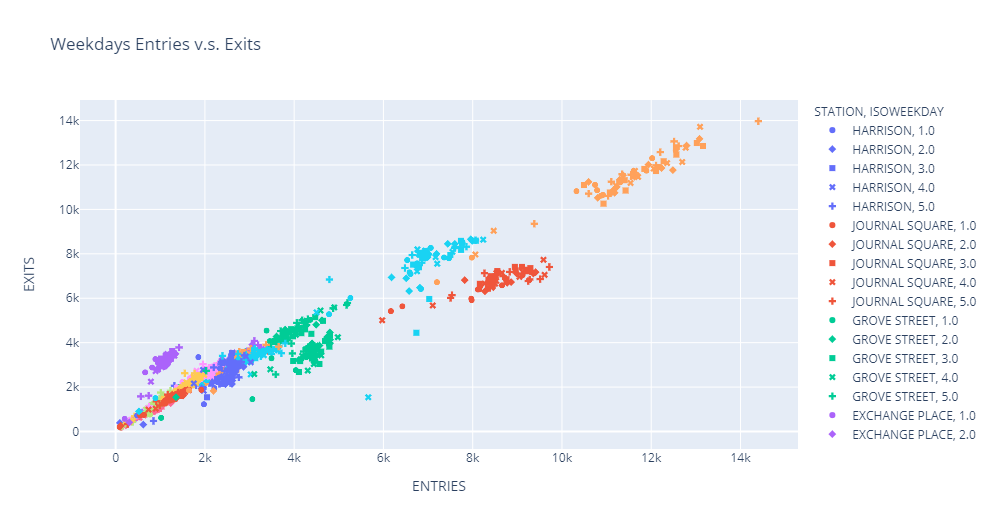 Weekdays Entries v.s. Exits
EXITS
14k
12k
10k
8k
6k
4k
2k
0
0
2k
4k
6k
8k
10k
12k
14k
ENTRIES
STATION, ISOWEEKDAY
HARRISON, 1.0
HARRISON, 2.0
HARRISON, 3.0
HARRISON, 4.0
HARRISON, 5.0
JOURNAL SQUARE, 1.0
JOURNAL SQUARE, 2.0
JOURNAL SQUARE, 3.0
JOURNAL SQUARE, 4.0
JOURNAL SQUARE, 5.0
GROVE STREET, 1.0
GROVE STREET, 2.0
GROVE STREET, 3.0
GROVE STREET, 4.0
GROVE STREET, 5.0
EXCHANGE PLACE, 1.0
EXCHANGE PLACE, 2.0